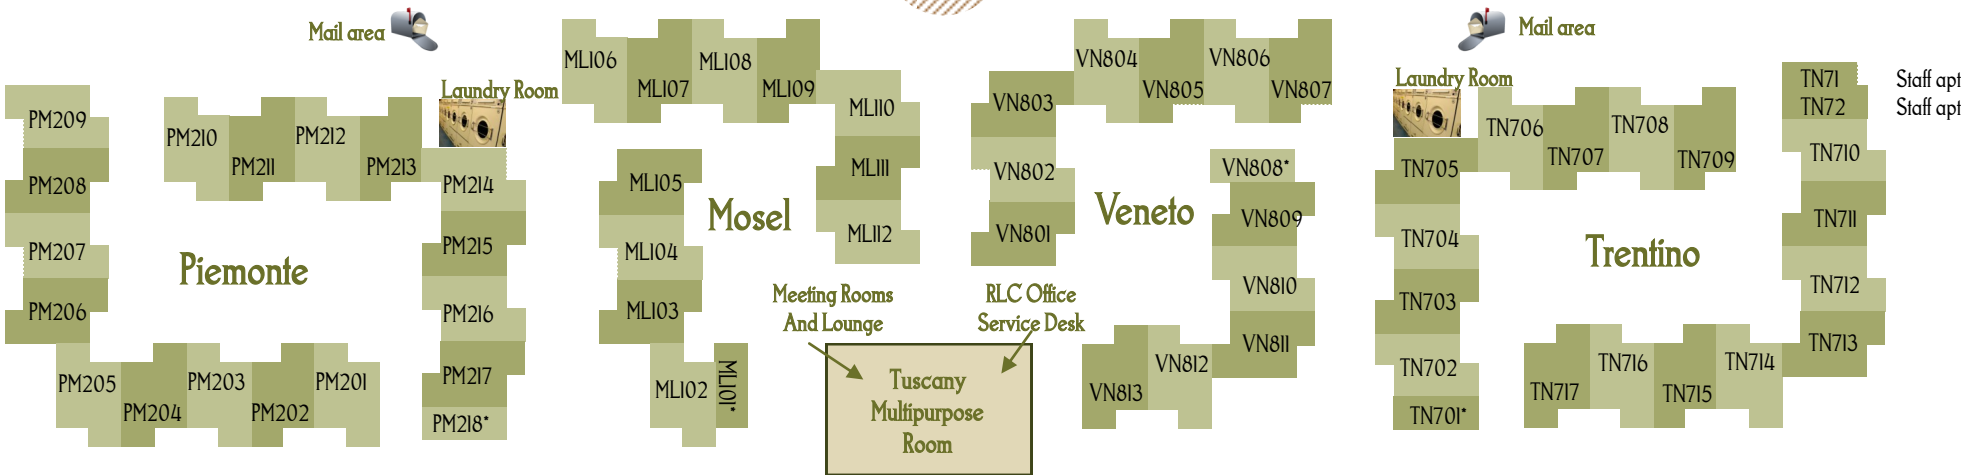 Mail area
Laundry Room
PM209
PM208
PM207
PM206
PM205
PM204
PM203
PM202
PM201
PM210
PM211
PM212
PM213
PM214
PM215
PM216
PM217
PM218*
Piemonte
ML106
ML107
ML108
ML109
ML110
ML111
ML112
ML105
ML104
ML103
ML102
ML101*
Mosel
Meeting Rooms
And Lounge
RLC Office
Service Desk
Tuscany
Multipurpose
Room
VN804
VN805
VN806
VN807
VN803
VN802
VN801
VN808*
VN809
VN810
VN811
VN812
VN813
Veneto
Mail area
Laundry Room
TN706
TN707
TN708
TN709
TN705
TN704
TN703
TN702
TN701*
Trentino
TN71 Staff apt
TN72 Staff apt
TN710
TN711
TN712
TN713
TN714
TN715
TN716
TN717